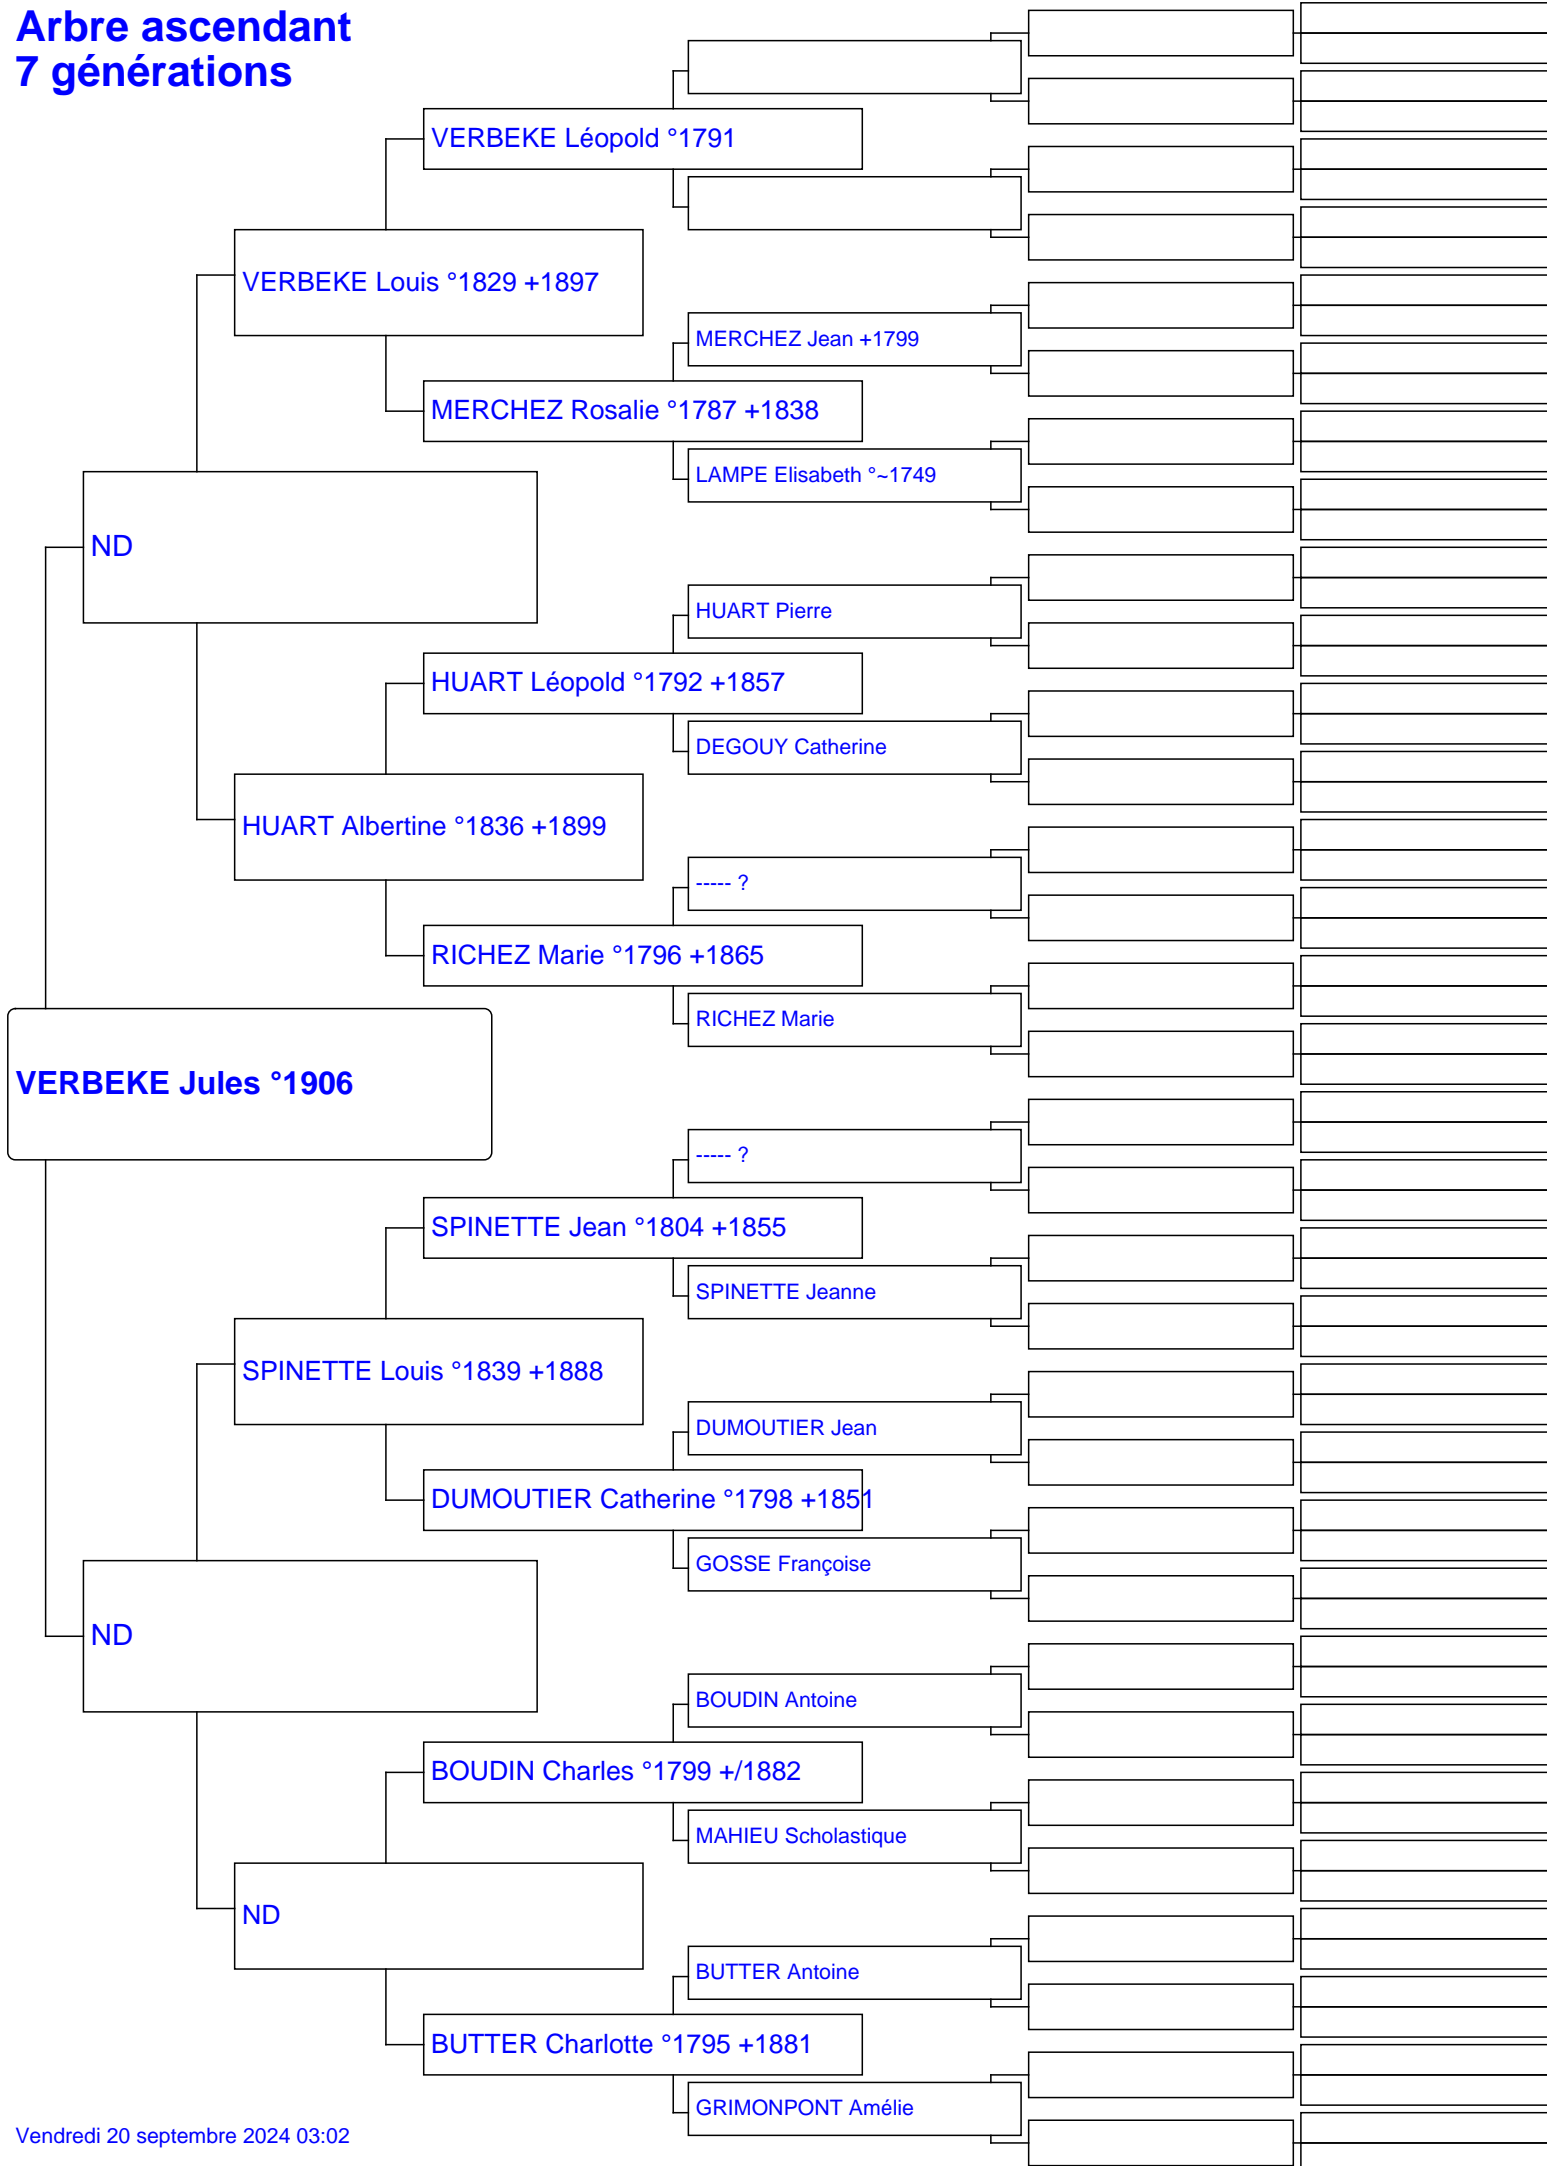 Arbre ascendant
7 générations
VERBEKE Léopold °1791
VERBEKE Louis °1829 +1897
MERCHEZ Jean +1799
MERCHEZ Rosalie °1787 +1838
LAMPE Elisabeth °~1749
ND
HUART Pierre
HUART Léopold °1792 +1857
DEGOUY Catherine
HUART Albertine °1836 +1899
----- ?
RICHEZ Marie °1796 +1865
RICHEZ Marie
VERBEKE Jules °1906
----- ?
SPINETTE Jean °1804 +1855
SPINETTE Jeanne
SPINETTE Louis °1839 +1888
DUMOUTIER Jean
DUMOUTIER Catherine °1798 +1851
GOSSE Françoise
ND
BOUDIN Antoine
BOUDIN Charles °1799 +/1882
MAHIEU Scholastique
ND
BUTTER Antoine
BUTTER Charlotte °1795 +1881
GRIMONPONT Amélie
Vendredi 20 septembre 2024 03:02